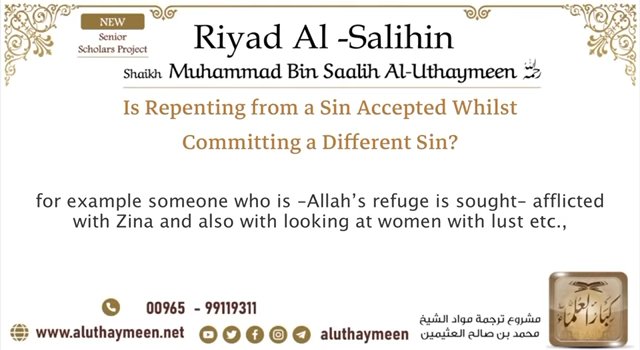 NEW
Senior
Scholars Project
Riyad Al -Salihin
Shaikh Muhammad Bin Saalih Al-Uthaymeen رحمه الله
Is Repenting from a Sin Accepted Whilst
Committing a Different Sin?
for example someone who is –Allah's refuge is sought– afflicted
with Zina and also with looking at women with lust etc.,
00965 - 99119311
www.aluthaymeen.net
aluthaymeen
مشروع ترجمة مواد الشيخ
محمد بن صالح العثيمين
كبار العلماء